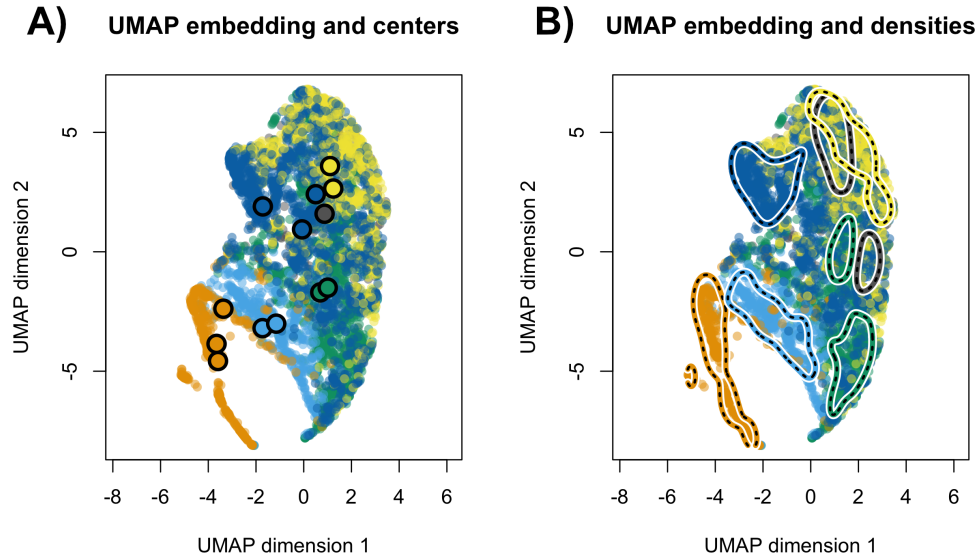 A) UMAP embedding and centers
5
0
-5
UMAP dimension 2
-8 -6 -4 -2 0 2 4 6
UMAP dimension 1
B) UMAP embedding and densities
5
0
-5
UMAP dimension 2
-8 -6 -4 -2 0 2 4 6
UMAP dimension 1